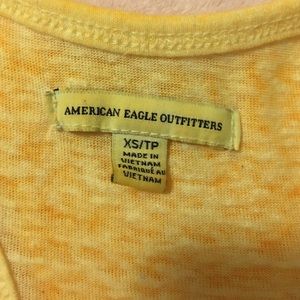 AMERICAN EAGLE OUTFITTERS
XS/TP
MADE IN
VIETNAM
FABRIQUÉ AU
VIETNAM